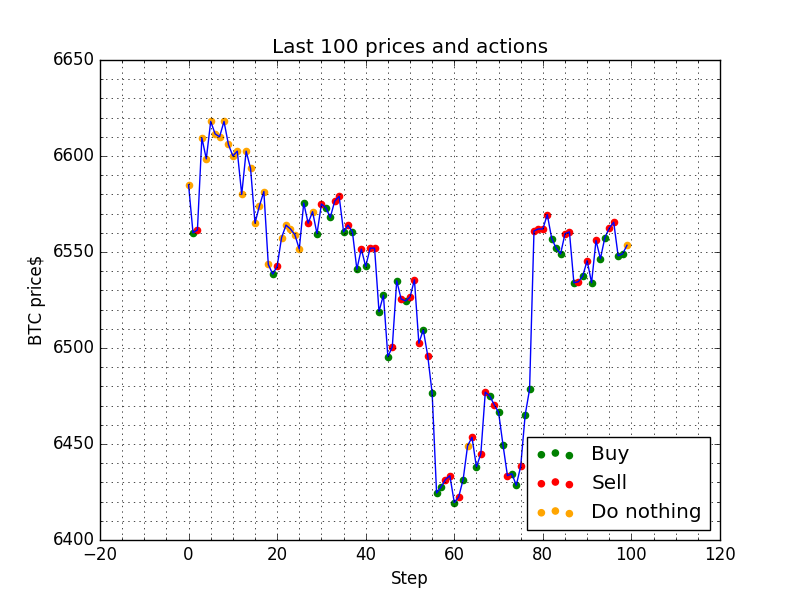 Last 100 prices and actions
6650
6600
6550
6500
6450
6400
BTC price$
Buy
Sell
Do nothing
−20 0 20 40 60 80 100 120
Step